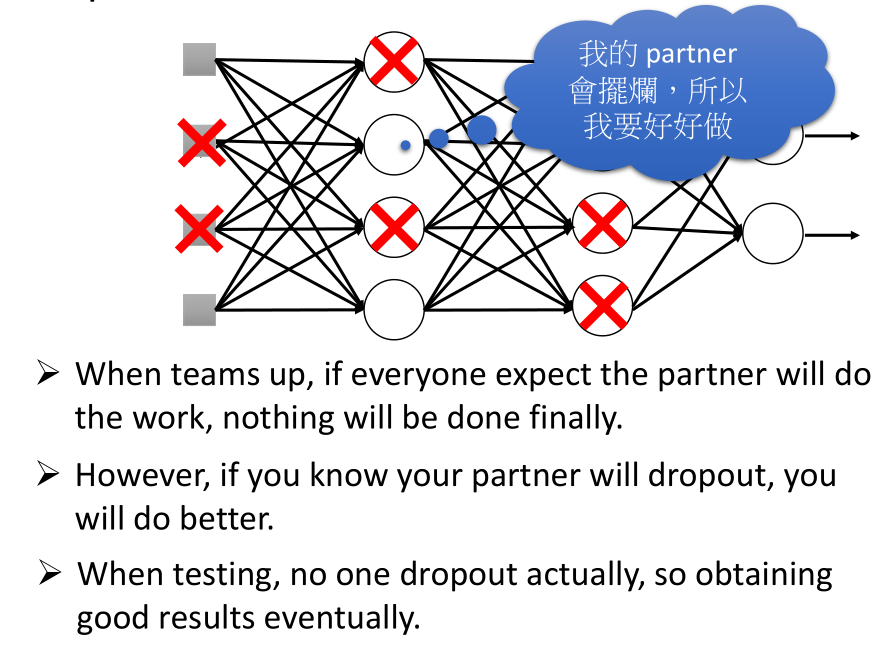 我的 partner
會擺爛，所以
我要好好做
➢ When teams up, if everyone expect the partner will do
the work, nothing will be done finally.
➢ However, if you know your partner will dropout, you
will do better.
➢ When testing, no one dropout actually, so obtaining
good results eventually.